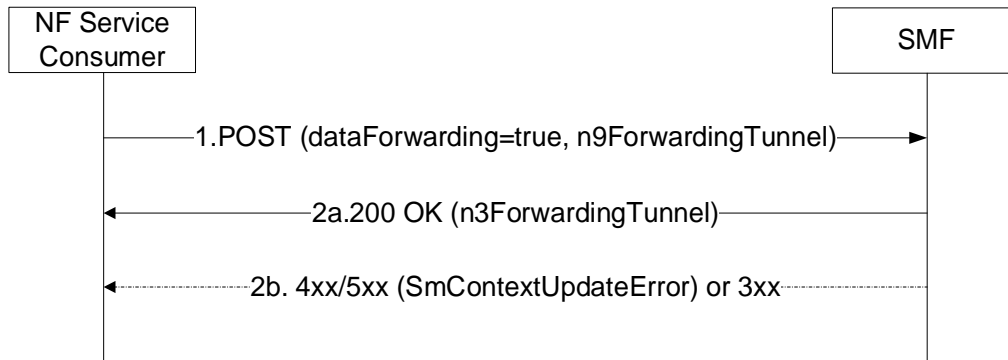 NF Service
Consumer
SMF
1.POST (dataForwarding=true, n9ForwardingTunnel)
2a.200 OK (n3ForwardingTunnel)
2b. 4xx/5xx (SmContextUpdateError) or 3xx